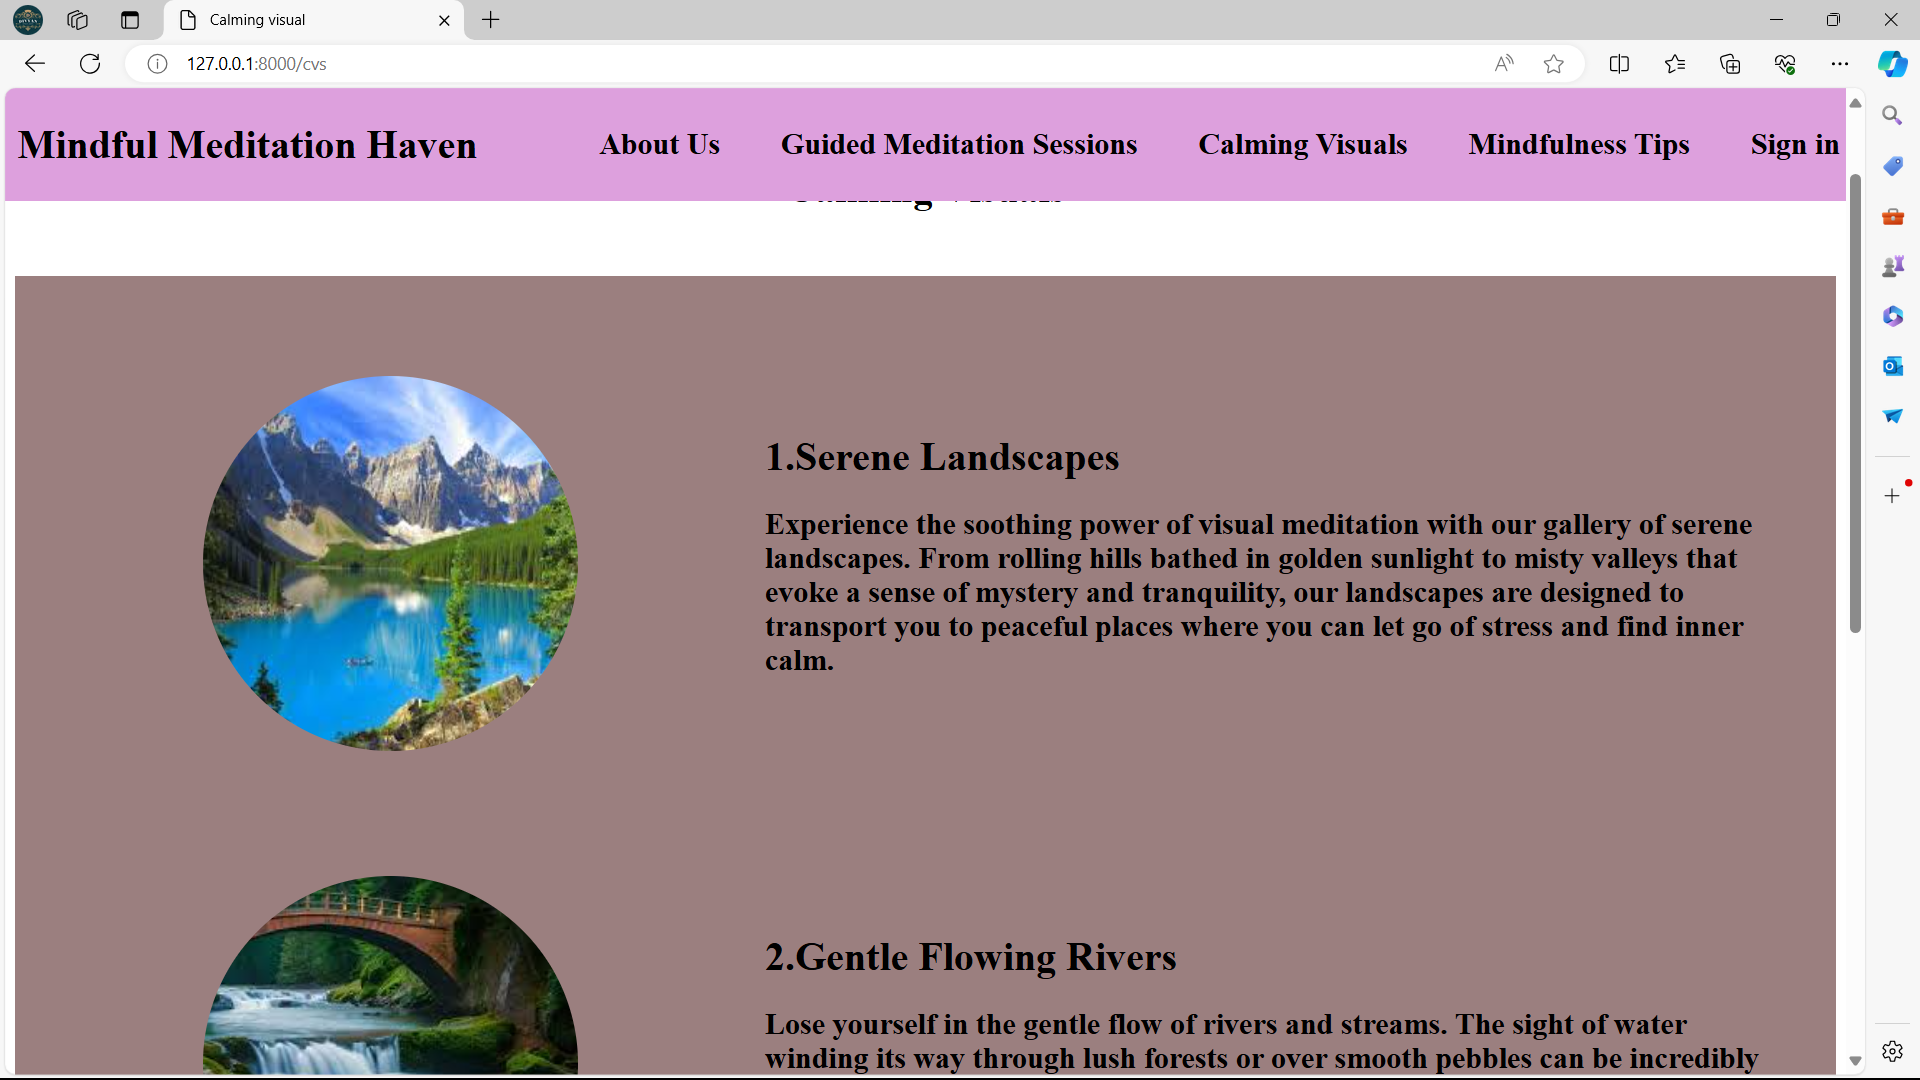 Calming visual
127.0.0.1:8000/cvs
Mindful Meditation Haven
About Us
Guided Meditation Sessions
Calming Visuals
Mindfulness Tips
Sign in
1.Serene Landscapes
Experience the soothing power of visual meditation with our gallery of serene
landscapes. From rolling hills bathed in golden sunlight to misty valleys that
evoke a sense of mystery and tranquility, our landscapes are designed to
transport you to peaceful places where you can let go of stress and find inner
calm.
2.Gentle Flowing Rivers
Lose yourself in the gentle flow of rivers and streams. The sight of water
winding its way through lush forests or over smooth pebbles can be incredibly